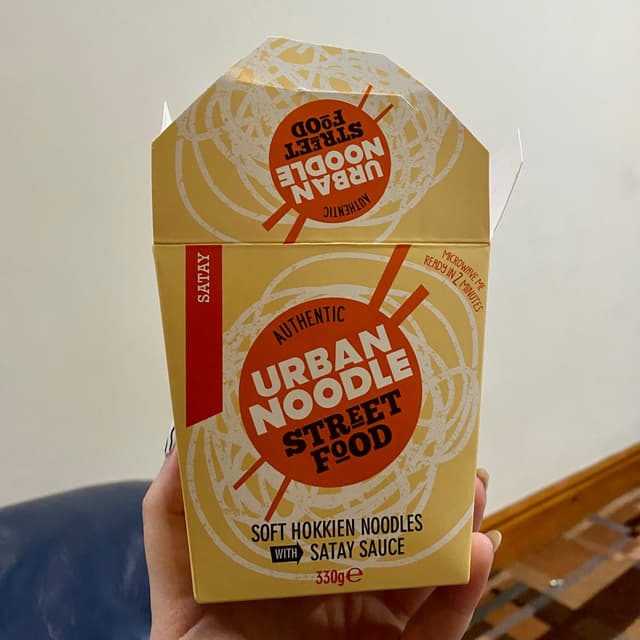 AUTHENTIC
URBAN
NOODLE
STREET
FOOD
SATAY
MICROWAVE ME
READY IN 2 MINUTES
AUTHENTIC
URBAN
NOODLE
STREET
FOOD
SOFT HOKKIEN NOODLES
WITH SATAY SAUCE
330g℮